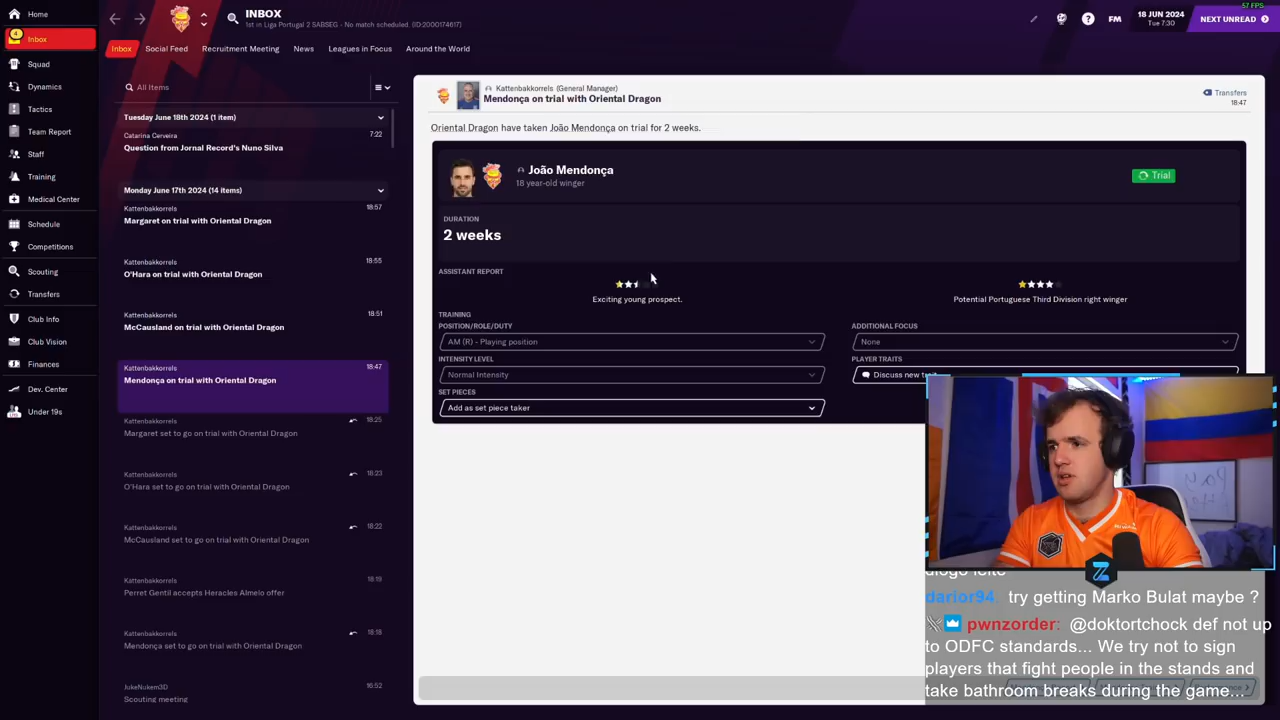 57 FPS
Home
INBOX
1st in Liga Portugal 2 SABSEG - No match scheduled. (ID:2000174617)
FM
18 JUN 2024
Tue 7:30
NEXT UNREAD
4
Inbox
Inbox
Social Feed
Recruitment Meeting
News
Leagues in Focus
Around the World
Squad
Dynamics
Tactics
Team Report
Staff
Training
Medical Center
Schedule
Competitions
Scouting
Transfers
Club Info
Club Vision
Finances
Dev. Center
Under 19s
All Items
Tuesday June 18th 2024 (1 item)
Catarina Cerveira
7:22
Question from Jornal Record's Nuno Silva
Monday June 17th 2024 (14 items)
Kattenbakkorrels
18:57
Margaret on trial with Oriental Dragon
Kattenbakkorrels
18:55
O'Hara on trial with Oriental Dragon
Kattenbakkorrels
18:51
McCausland on trial with Oriental Dragon
Kattenbakkorrels
18:47
Mendonça on trial with Oriental Dragon
Kattenbakkorrels
18:25
Margaret set to go on trial with Oriental Dragon
Kattenbakkorrels
18:23
O'Hara set to go on trial with Oriental Dragon
Kattenbakkorrels
18:22
McCausland set to go on trial with Oriental Dragon
Kattenbakkorrels
18:19
Perret Gentil accepts Heracles Almelo offer
Kattenbakkorrels
18:18
Mendonça set to go on trial with Oriental Dragon
JukeNukem3D
16:52
Scouting meeting
Kattenbakkorrels (General Manager)
Mendonça on trial with Oriental Dragon
Transfers
18:47
Oriental Dragon have taken João Mendonça on trial for 2 weeks.
João Mendonça
18 year-old winger
Trial
DURATION
2 weeks
ASSISTANT REPORT
Exciting young prospect.
Potential Portuguese Third Division right winger
TRAINING
POSITION/ROLE/DUTY
AM (R) - Playing position
ADDITIONAL FOCUS
None
INTENSITY LEVEL
Normal Intensity
PLAYER TRAITS
Discuss new trait
SET PIECES
Add as set piece taker
darior94: try getting Marko Bulat maybe ?
pwnzorder: @doktortchock def not up
to ODFC standards... We try not to sign
players that fight people in the stands and
take bathroom breaks during the game...